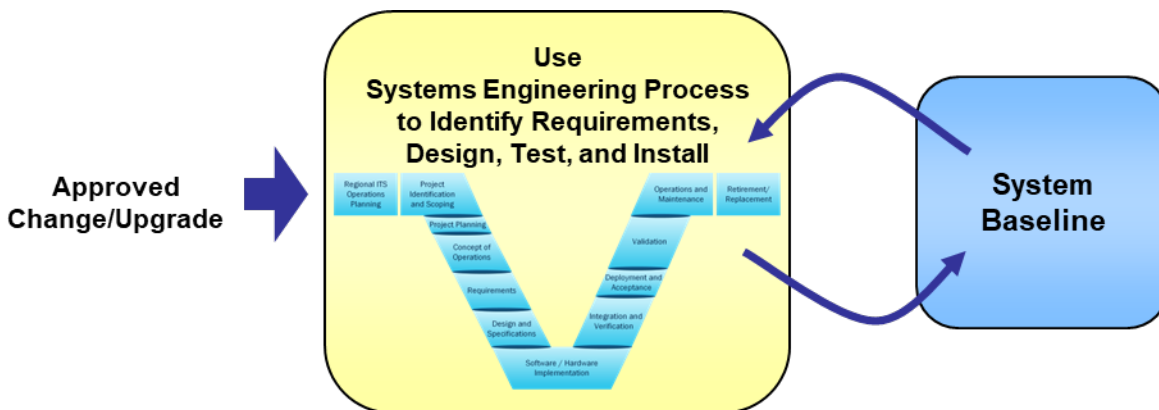 Use
Systems Engineering Process
to Identify Requirements,
Design, Test, and Install
Approved
Change/Upgrade
Regional ITS
Operations
Planning
Project
Identification
and Scoping
Project Planning
Concept of
Operations
Requirements
Design and
Specifications
Software / Hardware
Implementation
Integration and
Verification
Deployment and
Acceptance
Validation
Operations and
Maintenance
Retirement/
Replacement
System
Baseline